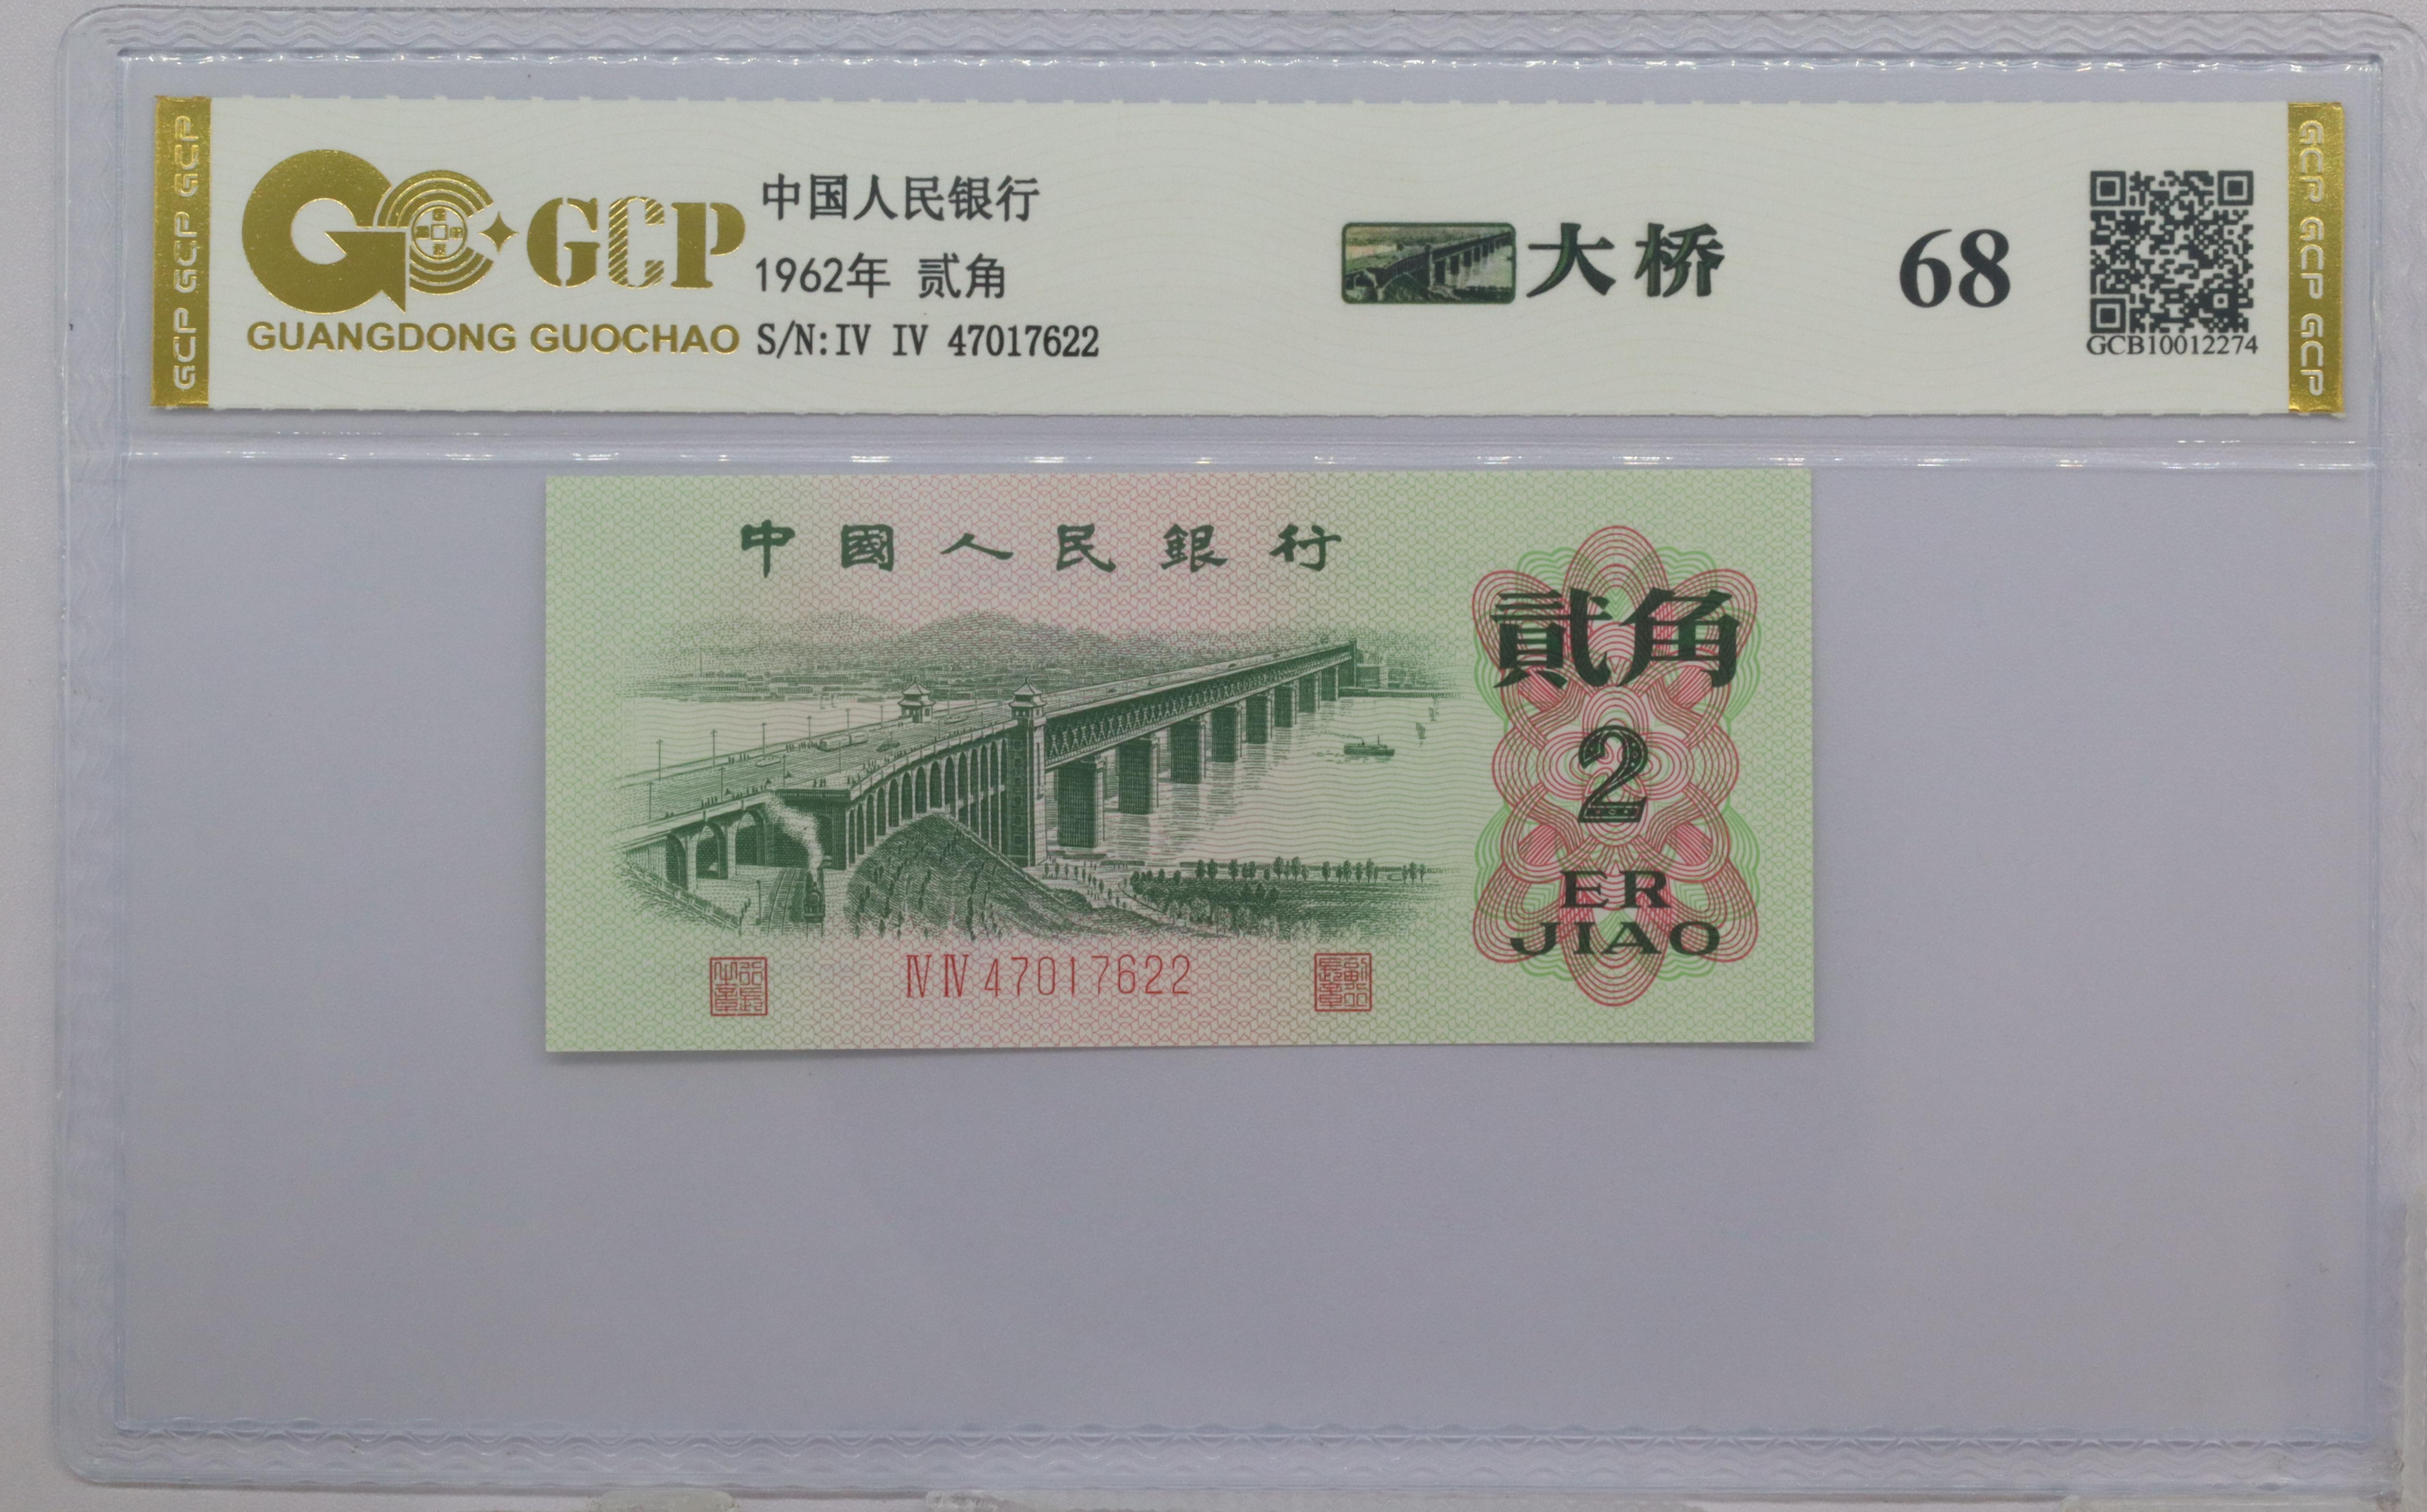 GCP GCP GCP
GCP
GUANGDONG GUOCHAO
中国人民银行
1962年 贰角
S/N:IV IV 47017622
大桥
68
GCB10012274
GCP GCP GCP
中國人民銀行
貳角
2
ER
JIAO
IV IV 47017622